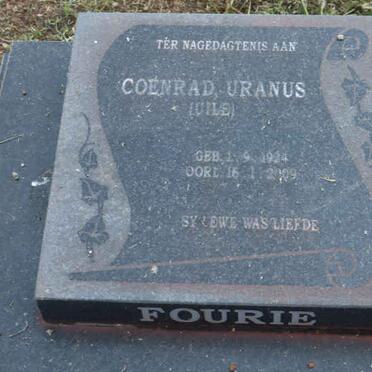 TER NAGEDAGTENIS AAN
COENRAD URANUS
(UILE)
GEB. 1. 9. 1924
OORL. 16. 1. 2009
SY LEWE WAS LIEFDE
FOURIE